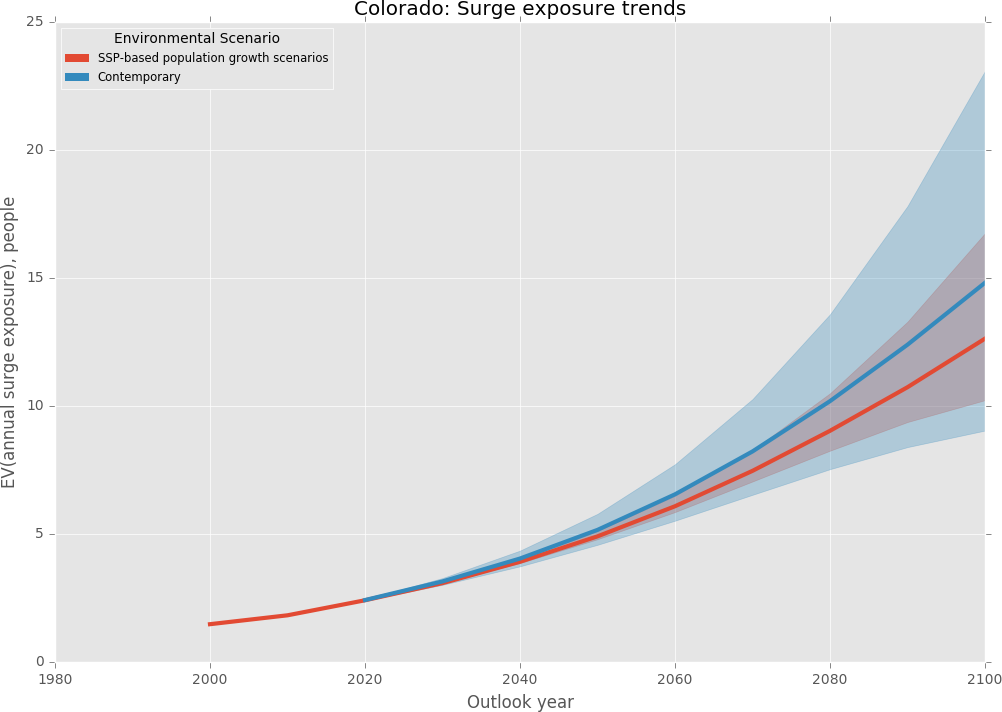 Colorado: Surge exposure trends
Environmental Scenario
SSP-based population growth scenarios
Contemporary
EV(annual surge exposure), people
25
20
15
10
5
0
1980 2000 2020 2040 2060 2080 2100
Outlook year